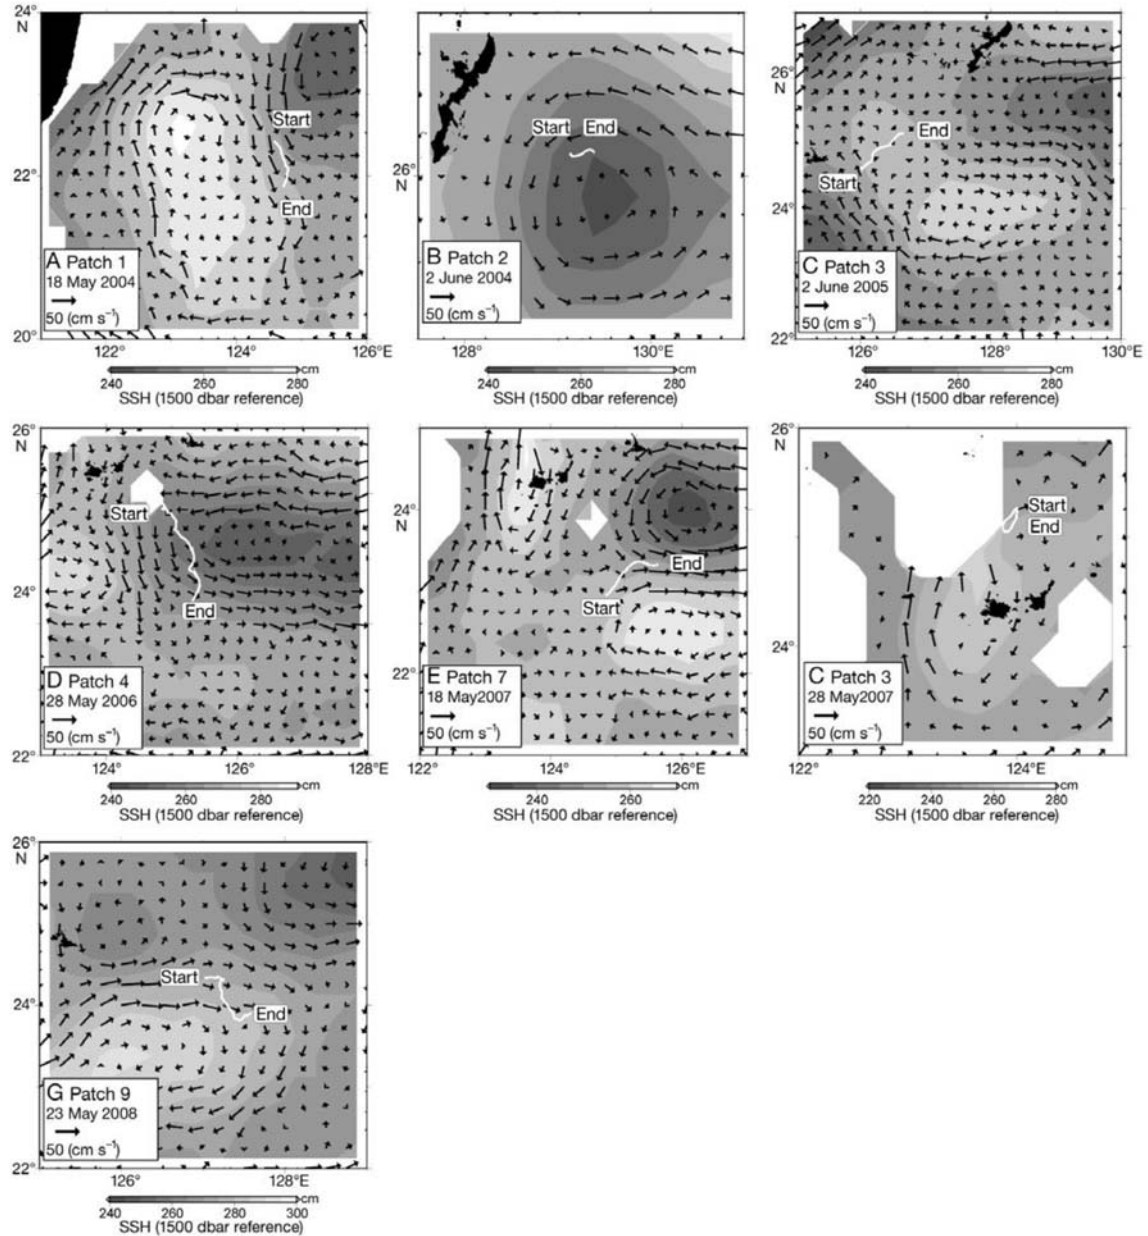 24°
N
22°
20°
122°
124°
126°E
Start
End
A Patch 1
18 May 2004
50 (cm s⁻¹)
cm
240
260
280
SSH (1500 dbar reference)
26°
N
128°
130°E
Start
End
B Patch 2
2 June 2004
50 (cm s⁻¹)
cm
240
260
280
SSH (1500 dbar reference)
26°
N
24°
22°
126°
128°
130°E
End
Start
C Patch 3
2 June 2005
50 (cm s⁻¹)
cm
240
260
280
SSH (1500 dbar reference)
26°
N
24°
22°
124°
126°
128°E
Start
End
D Patch 4
28 May 2006
50 (cm s⁻¹)
cm
240
260
280
SSH (1500 dbar reference)
24°
N
22°
122°
124°
126°E
End
Start
E Patch 7
18 May2007
50 (cm s⁻¹)
cm
240
260
SSH (1500 dbar reference)
26°
N
24°
122°
124°E
Start
End
C Patch 3
28 May2007
50 (cm s⁻¹)
cm
220
240
260
280
SSH (1500 dbar reference)
26°
N
24°
22°
126°
128°E
Start
End
G Patch 9
23 May 2008
50 (cm s⁻¹)
cm
240
260
280
300
SSH (1500 dbar reference)